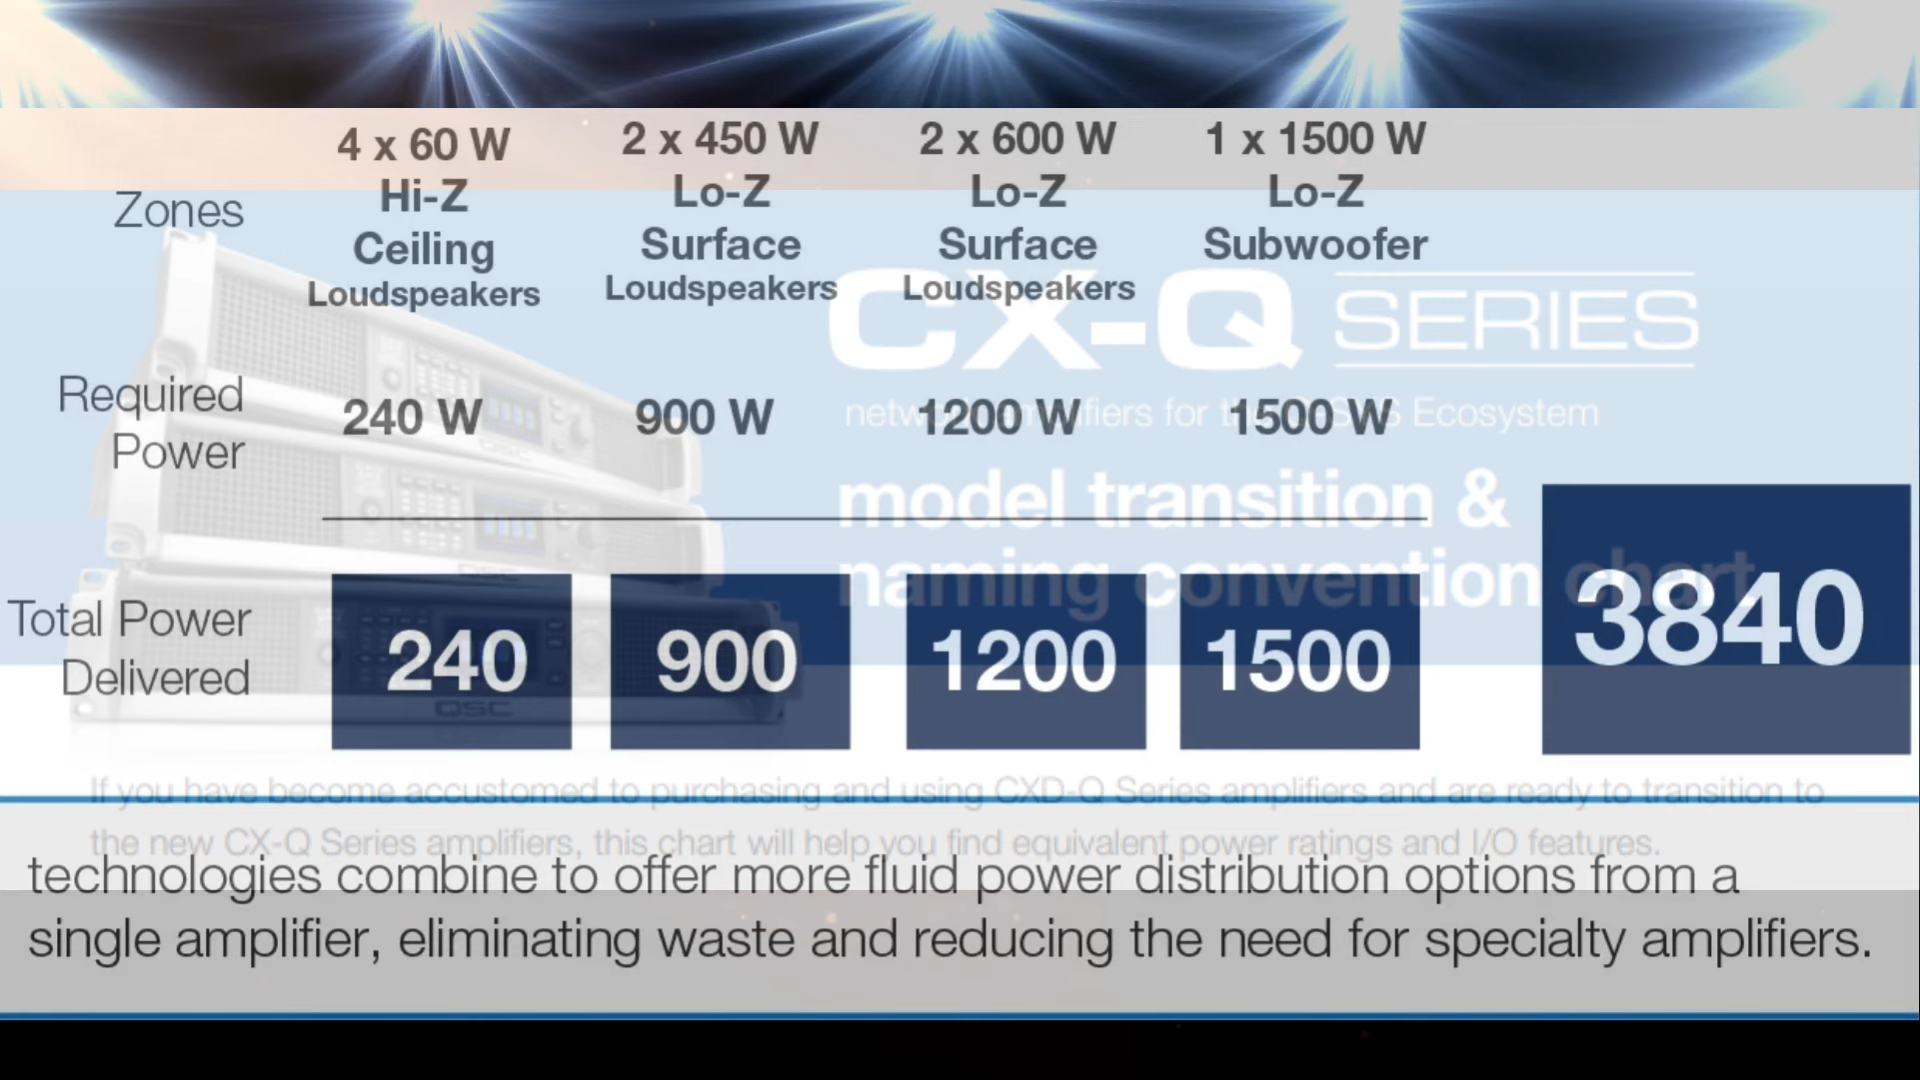 4 x 60 W
Hi-Z
Ceiling
Loudspeakers
2 x 450 W
Lo-Z
Surface
Loudspeakers
2 x 600 W
Lo-Z
Surface
Loudspeakers
1 x 1500 W
Lo-Z
Subwoofer
Zones
CX-Q SERIES
Required
Power
240 W
900 W
1200 W
1500 W
for Ecosystem
model transition &
naming convention chart
Total Power
Delivered
240
900
1200
1500
3840
QSC
If you have become accustomed to purchasing and using CXD-Q Series amplifiers and are ready to transition to
the new CX-Q Series amplifiers, this chart will help you find equivalent power ratings and I/O features.
technologies combine to offer more fluid power distribution options from a
single amplifier, eliminating waste and reducing the need for specialty amplifiers.